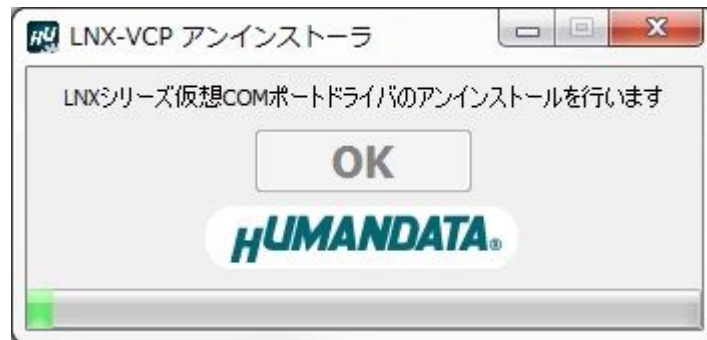 LNX-VCP アンインストーラ
LNXシリーズ仮想COMポートドライバのアンインストールを行います
OK
HUMANDATA®